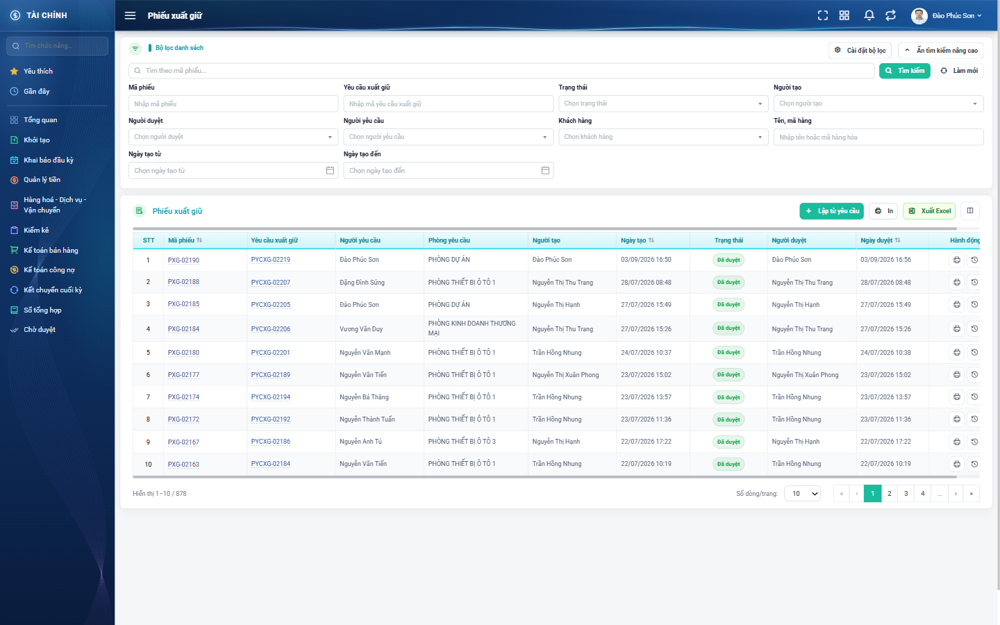 TÀI CHÍNH
Phiếu xuất giữ
Đào Phúc Sơn
Tìm chức năng...
Yêu thích
Gần đây
Tổng quan
Khởi tạo
Khai báo đầu kỳ
Quản lý tiền
Hàng hoá - Dịch vụ -
Vận chuyển
Kiểm kê
Kế toán bán hàng
Kế toán công nợ
Kết chuyển cuối kỳ
Sổ tổng hợp
Chờ duyệt
Bộ lọc danh sách
Cài đặt bộ lọc
Ẩn tìm kiếm nâng cao
Tìm theo mã phiếu...
Tìm kiếm
Làm mới
Mã phiếu
Yêu cầu xuất giữ
Trạng thái
Người tạo
Nhập mã phiếu
Nhập mã yêu cầu xuất giữ
Chọn trạng thái
Chọn người tạo
Người duyệt
Người yêu cầu
Khách hàng
Tên, mã hàng
Chọn người duyệt
Chọn người yêu cầu
Chọn khách hàng
Nhập tên hoặc mã hàng hóa
Ngày tạo từ
Ngày tạo đến
Chọn ngày tạo từ
Chọn ngày tạo đến
Phiếu xuất giữ
+ Lập từ yêu cầu
In
Xuất Excel
STT Mã phiếu Yêu cầu xuất giữ Người yêu cầu Phòng yêu cầu Người tạo Ngày tạo Trạng thái Người duyệt Ngày duyệt Hành động
1 PXG-02190 PYCXG-02219 Đào Phúc Sơn PHÒNG DỰ ÁN Đào Phúc Sơn 03/09/2026 16:50 Đã duyệt Đào Phúc Sơn 03/09/2026 16:56
2 PXG-02188 PYCXG-02207 Đặng Đình Sửng PHÒNG THIẾT BỊ Ô TÔ 1 Nguyễn Thị Thu Trang 28/07/2026 08:48 Đã duyệt Nguyễn Thị Thu Trang 28/07/2026 08:48
3 PXG-02185 PYCXG-02205 Đào Phúc Sơn PHÒNG DỰ ÁN Nguyễn Thị Hạnh 27/07/2026 15:49 Đã duyệt Nguyễn Thị Hạnh 27/07/2026 15:49
4 PXG-02184 PYCXG-02206 Vương Văn Duy PHÒNG KINH DOANH THƯƠNG MẠI Nguyễn Thị Thu Trang 27/07/2026 15:26 Đã duyệt Nguyễn Thị Thu Trang 27/07/2026 15:26
5 PXG-02180 PYCXG-02201 Nguyễn Văn Mạnh PHÒNG THIẾT BỊ Ô TÔ 1 Trần Hồng Nhung 24/07/2026 10:37 Đã duyệt Trần Hồng Nhung 24/07/2026 10:38
6 PXG-02177 PYCXG-02189 Nguyễn Văn Tiến PHÒNG THIẾT BỊ Ô TÔ 1 Nguyễn Thị Xuân Phong 23/07/2026 15:02 Đã duyệt Nguyễn Thị Xuân Phong 23/07/2026 15:02
7 PXG-02174 PYCXG-02194 Nguyễn Bá Thăng PHÒNG THIẾT BỊ Ô TÔ 1 Trần Hồng Nhung 23/07/2026 13:57 Đã duyệt Trần Hồng Nhung 23/07/2026 13:57
8 PXG-02172 PYCXG-02192 Nguyễn Thành Tuấn PHÒNG THIẾT BỊ Ô TÔ 1 Trần Hồng Nhung 23/07/2026 11:36 Đã duyệt Trần Hồng Nhung 23/07/2026 11:36
9 PXG-02167 PYCXG-02186 Nguyễn Anh Tú PHÒNG THIẾT BỊ Ô TÔ 3 Nguyễn Thị Hạnh 22/07/2026 17:22 Đã duyệt Nguyễn Thị Hạnh 22/07/2026 17:22
10 PXG-02163 PYCXG-02184 Nguyễn Văn Tiến PHÒNG THIẾT BỊ Ô TÔ 1 Trần Hồng Nhung 22/07/2026 10:19 Đã duyệt Trần Hồng Nhung 22/07/2026 10:19
Hiển thị 1–10 / 878
Số dòng/trang: 10
« ‹ 1 2 3 4 ... › »